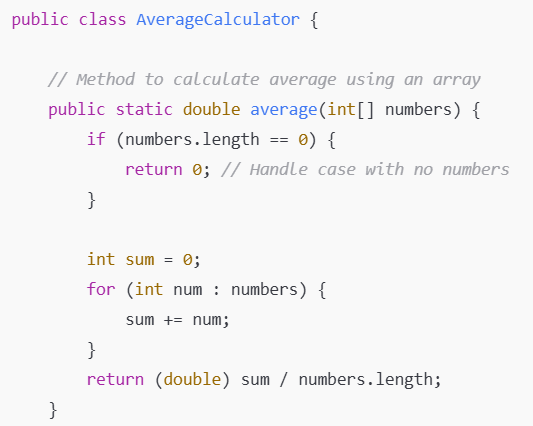 public class AverageCalculator {
// Method to calculate average using an array
public static double average(int[] numbers) {
if (numbers.length == 0) {
return 0; // Handle case with no numbers
}
int sum = 0;
for (int num : numbers) {
sum += num;
}
return (double) sum / numbers.length;
}